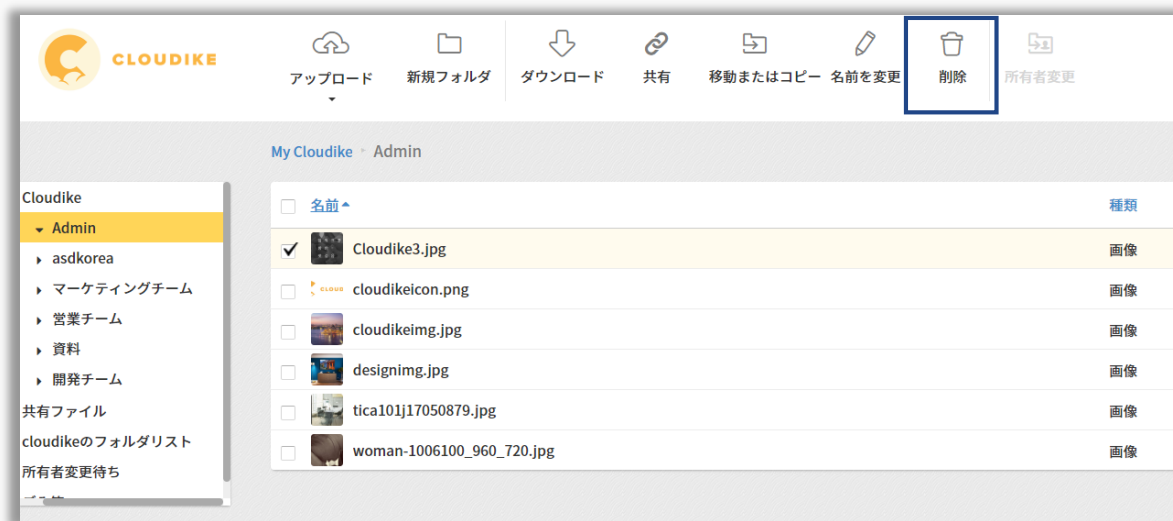 CLOUDIKE
アップロード
新規フォルダ
ダウンロード
共有
移動またはコピー
名前を変更
削除
所有者変更
My Cloudike
Admin
Cloudike
Admin
asdkorea
マーケティングチーム
営業チーム
資料
開発チーム
共有ファイル
cloudikeのフォルダリスト
所有者変更待ち
名前
種類
Cloudike3.jpg
画像
cloudikeicon.png
画像
cloudikeimg.jpg
画像
designimg.jpg
画像
tica101j17050879.jpg
画像
woman-1006100_960_720.jpg
画像